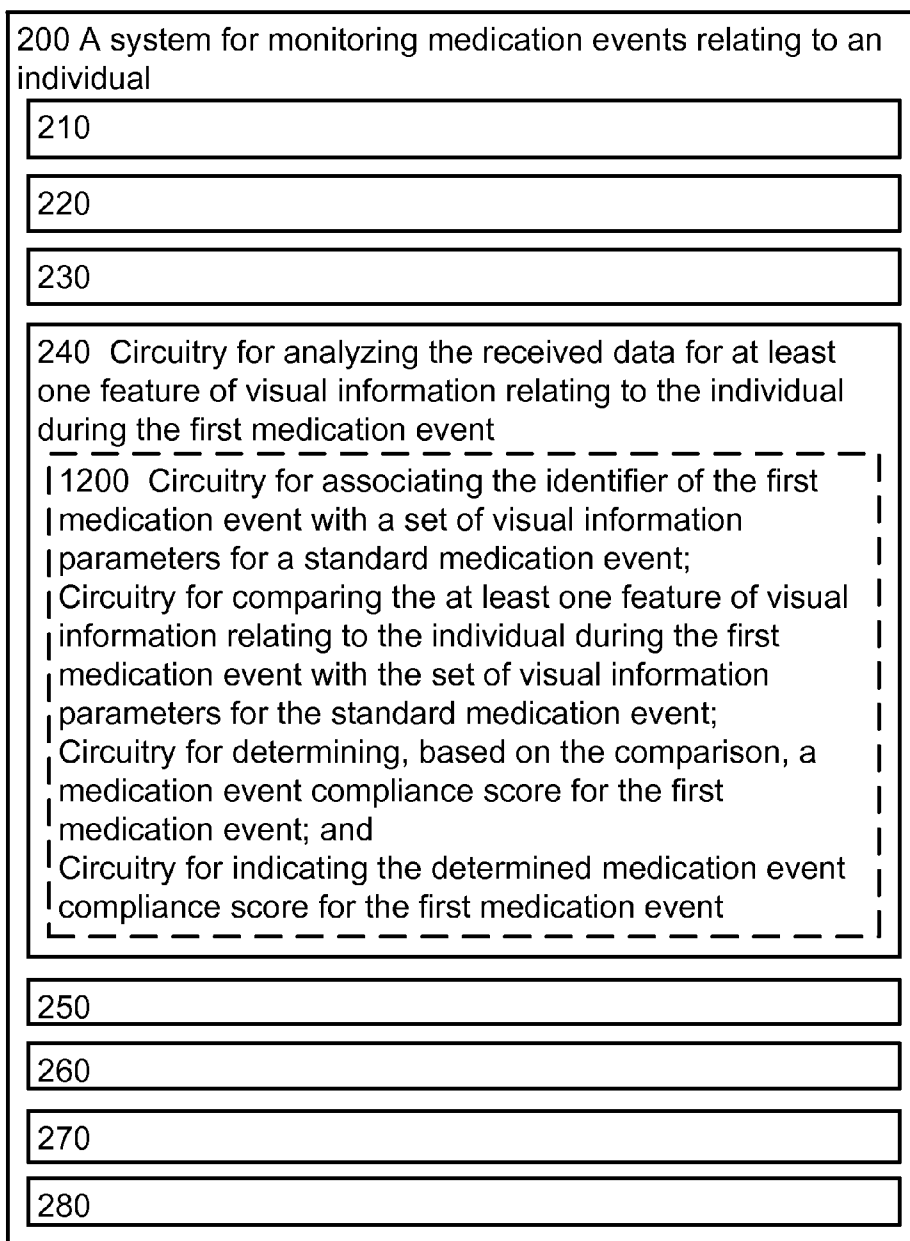 200 A system for monitoring medication events relating to an
individual
210
220
230
240 Circuitry for analyzing the received data for at least
one feature of visual information relating to the individual
during the first medication event
1200 Circuitry for associating the identifier of the first
medication event with a set of visual information
parameters for a standard medication event;
Circuitry for comparing the at least one feature of visual
information relating to the individual during the first
medication event with the set of visual information
parameters for the standard medication event;
Circuitry for determining, based on the comparison, a
medication event compliance score for the first
medication event; and
Circuitry for indicating the determined medication event
compliance score for the first medication event
250
260
270
280